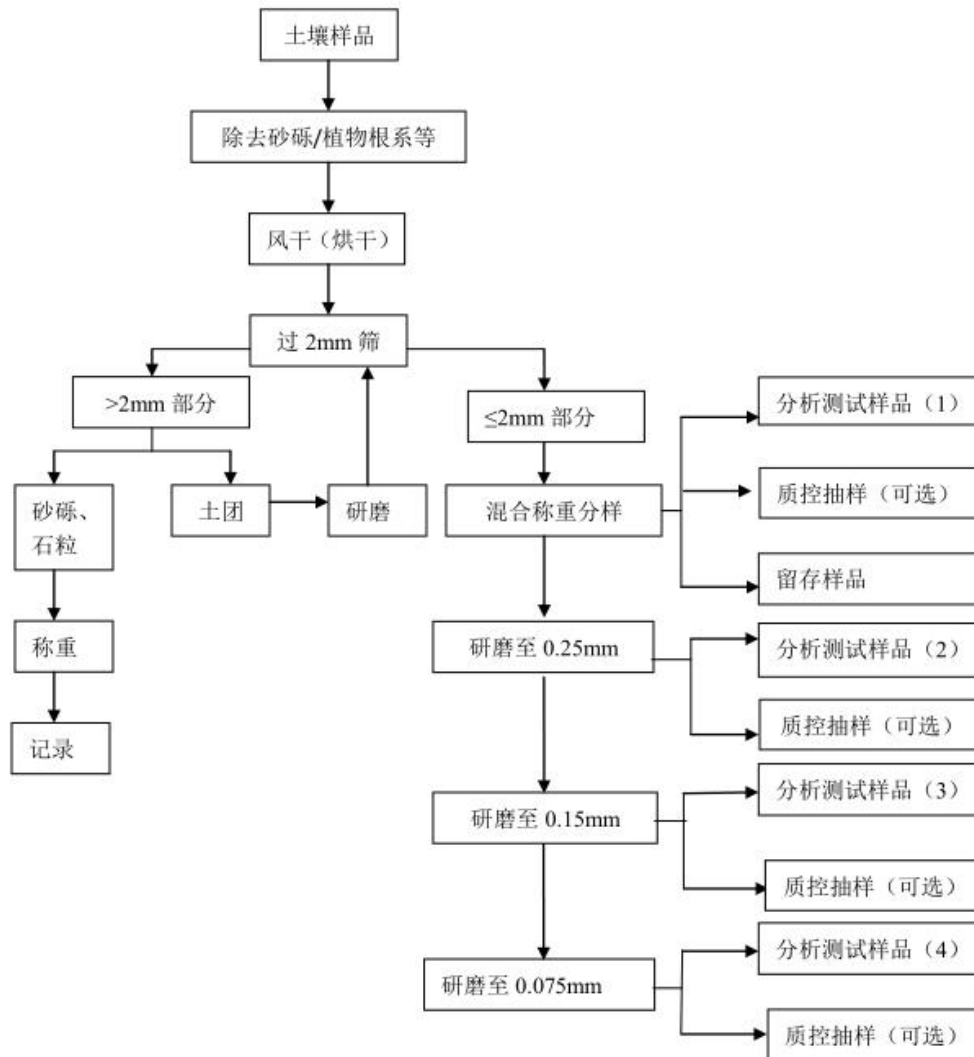 土壤样品
除去砂砾/植物根系等
风干（烘干）
过 2mm 筛
>2mm 部分
≤2mm 部分
分析测试样品（1）
砂砾、
石粒
土团
研磨
混合称重分样
质控抽样（可选）
留存样品
称重
研磨至 0.25mm
分析测试样品（2）
质控抽样（可选）
记录
研磨至 0.15mm
分析测试样品（3）
质控抽样（可选）
研磨至 0.075mm
分析测试样品（4）
质控抽样（可选）